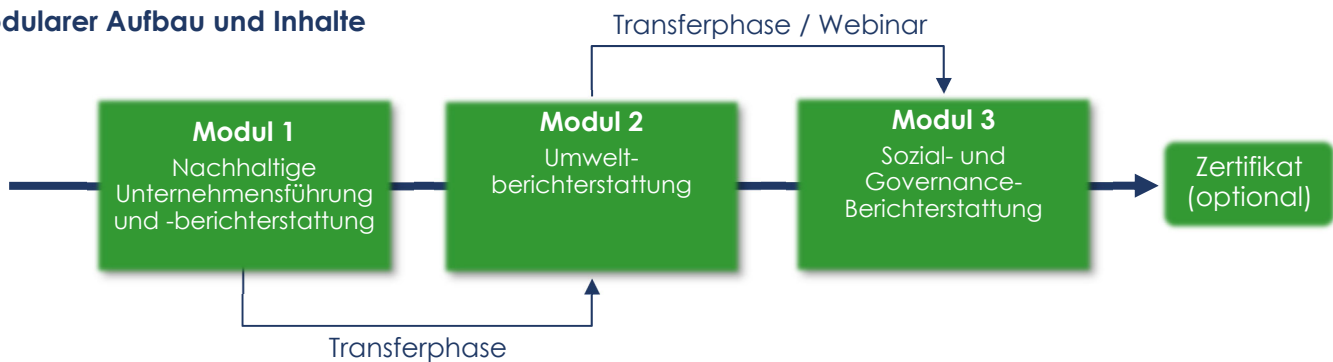 odularer Aufbau und Inhalte
Transferphase / Webinar
Modul 1
Nachhaltige
Unternehmensführung
und -berichterstattung
Modul 2
Umwelt-
berichterstattung
Modul 3
Sozial- und
Governance-
Berichterstattung
Zertifikat
(optional)
Transferphase